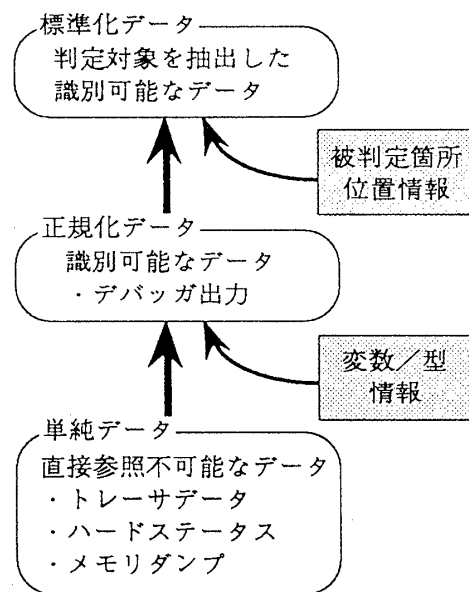 標準化データ
判定対象を抽出した
識別可能なデータ
被判定箇所
位置情報
正規化データ
識別可能なデータ
・デバッガ出力
変数／型
情報
単純データ
直接参照不可能なデータ
・トレーサデータ
・ハードステータス
・メモリダンプ